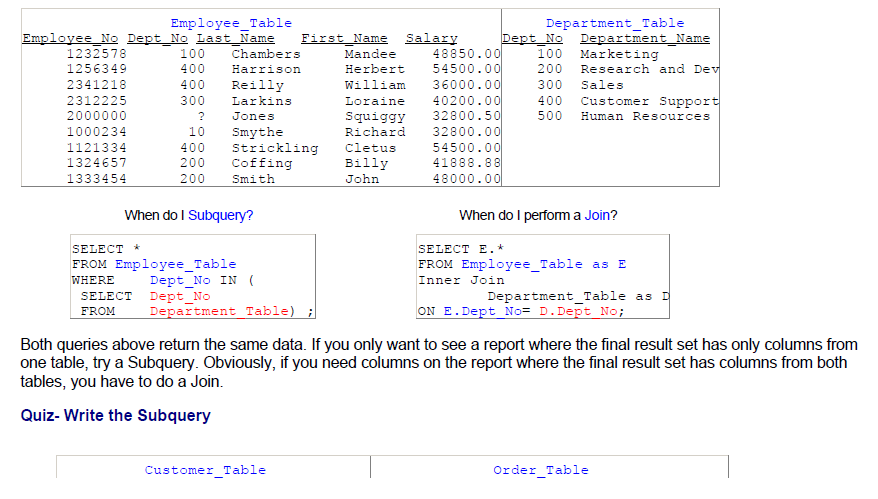 Employee_Table Department_Table
Employee_No Dept_No Last_Name First_Name Salary Dept_No Department_Name
1232578 100 Chambers Mandee 48850.00 100 Marketing
1256349 400 Harrison Herbert 54500.00 200 Research and Dev
2341218 400 Reilly William 36000.00 300 Sales
2312225 300 Larkins Loraine 40200.00 400 Customer Support
2000000 ? Jones Squiggy 32800.50 500 Human Resources
1000234 10 Smythe Richard 32800.00
1121334 400 Strickling Cletus 54500.00
1324657 200 Coffing Billy 41888.88
1333454 200 Smith John 48000.00
When do I Subquery? When do I perform a Join?
SELECT *
FROM Employee_Table
WHERE Dept_No IN (
SELECT Dept_No
FROM Department_Table) ;
SELECT E.*
FROM Employee_Table as E
Inner Join
Department_Table as D
ON E.Dept_No= D.Dept_No;
Both queries above return the same data. If you only want to see a report where the final result set has only columns from
one table, try a Subquery. Obviously, if you need columns on the report where the final result set has columns from both
tables, you have to do a Join.
Quiz- Write the Subquery
Customer_Table Order_Table